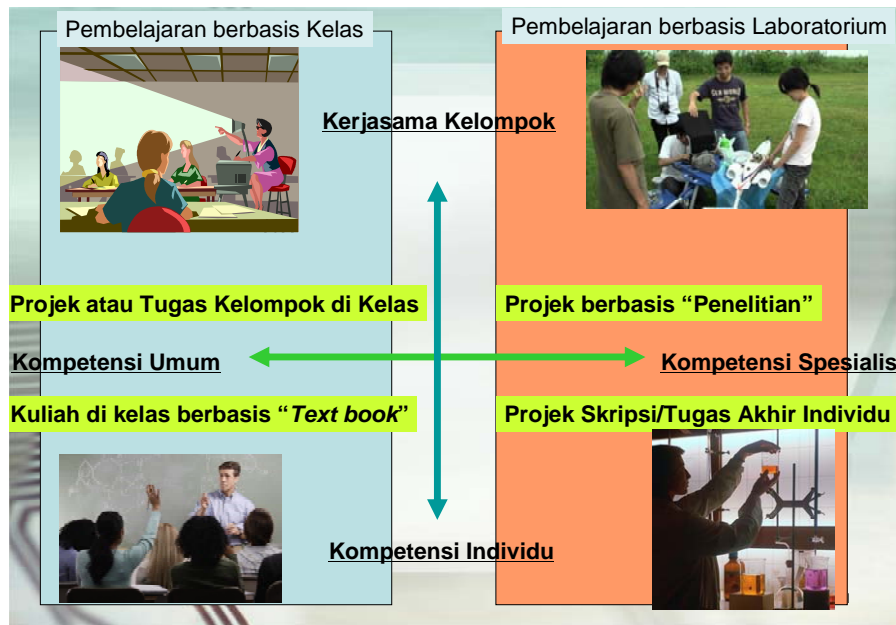 Pembelajaran berbasis Kelas
Pembelajaran berbasis Laboratorium
Kerjasama Kelompok
Projek atau Tugas Kelompok di Kelas
Projek berbasis “Penelitian”
Kompetensi Umum
Kompetensi Spesialis
Kuliah di kelas berbasis “Text book”
Projek Skripsi/Tugas Akhir Individu
Kompetensi Individu